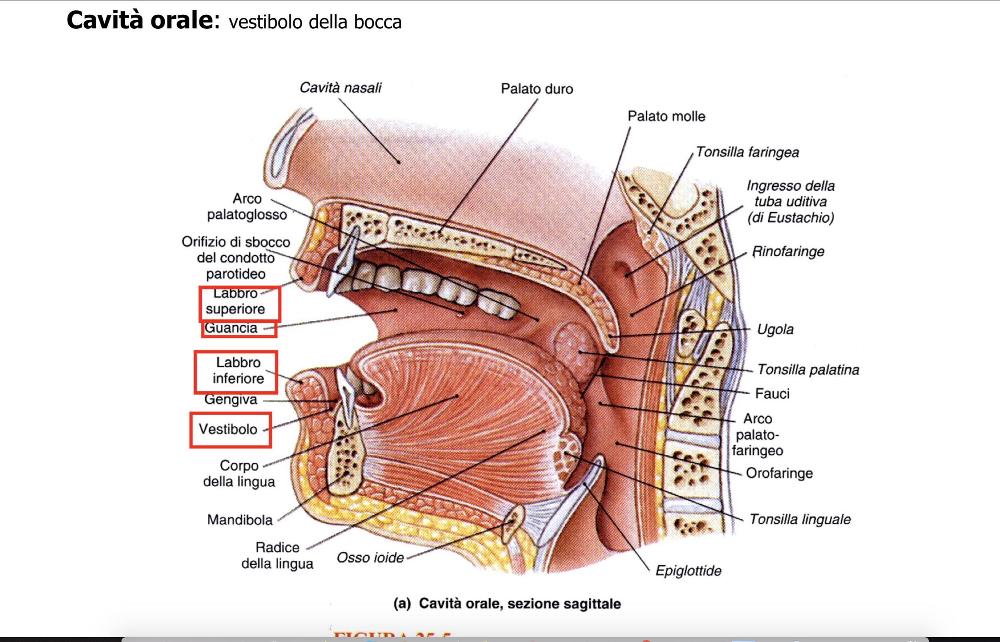 Cavità orale: vestibolo della bocca
Cavità nasali
Palato duro
Palato molle
Tonsilla faringea
Ingresso della
tuba uditiva
(di Eustachio)
Rinofaringe
Ugola
Tonsilla palatina
Fauci
Arco
palato-
faringeo
Orofaringe
Tonsilla linguale
Epiglottide
Arco
palatoglosso
Orifizio di sbocco
del condotto
parotideo
Labbro
superiore
Guancia
Labbro
inferiore
Gengiva
Vestibolo
Corpo
della lingua
Mandibola
Radice
della lingua
Osso ioide
(a) Cavità orale, sezione sagittale
FIGURA 25-5